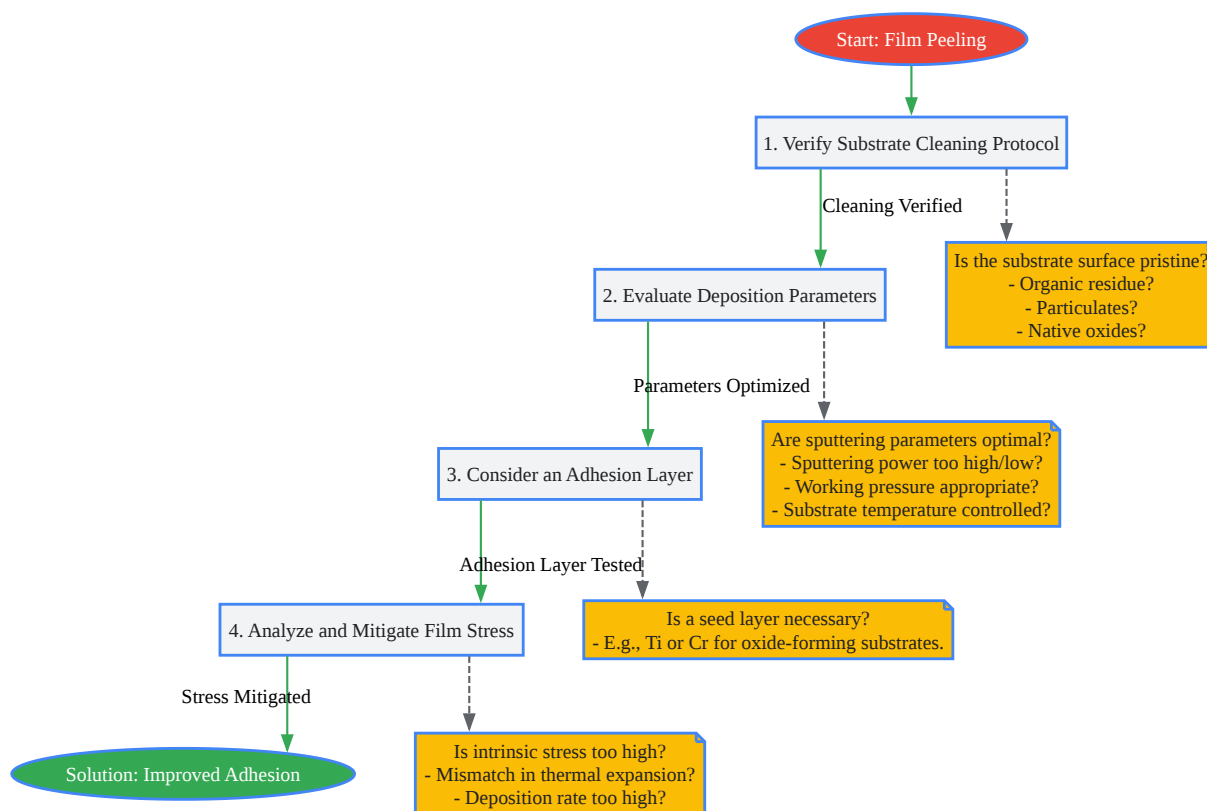 Start: Film Peeling
1. Verify Substrate Cleaning Protocol
Cleaning Verified
Is the substrate surface pristine?
- Organic residue?
- Particulates?
- Native oxides?
2. Evaluate Deposition Parameters
Parameters Optimized
Are sputtering parameters optimal?
- Sputtering power too high/low?
- Working pressure appropriate?
- Substrate temperature controlled?
3. Consider an Adhesion Layer
Adhesion Layer Tested
Is a seed layer necessary?
- E.g., Ti or Cr for oxide-forming substrates.
4. Analyze and Mitigate Film Stress
Stress Mitigated
Is intrinsic stress too high?
- Mismatch in thermal expansion?
- Deposition rate too high?
Solution: Improved Adhesion